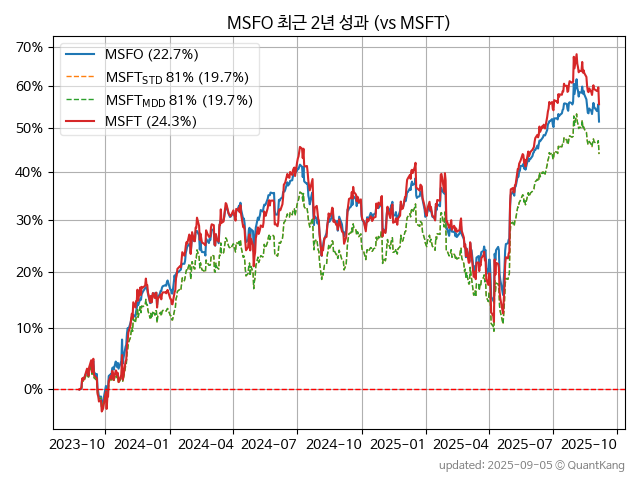 MSFO 최근 2년 성과 (vs MSFT)
70%
60%
50%
40%
30%
20%
10%
0%
MSFO (22.7%)
MSFT_STD 81% (19.7%)
MSFT_MDD 81% (19.7%)
MSFT (24.3%)
2023-10 2024-01 2024-04 2024-07 2024-10 2025-01 2025-04 2025-07 2025-10
updated: 2025-09-05 © QuantKang